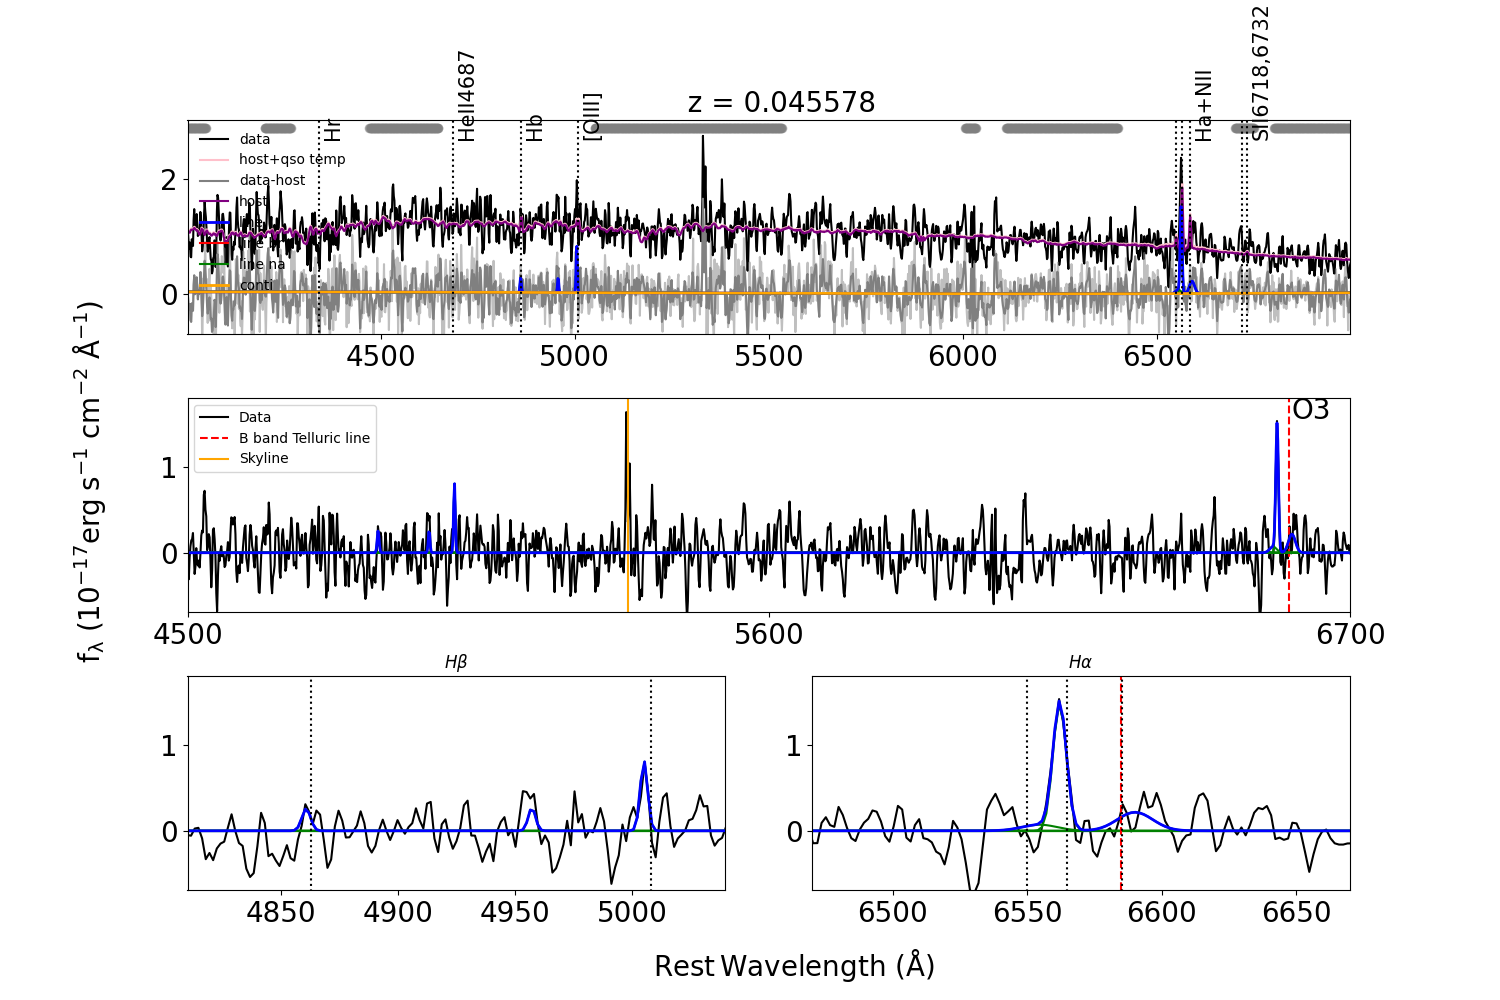 z = 0.045578
Hr
HeII4687
Hb
[OIII]
Ha+NII
SII6718,6732
data
host+qso temp
data-host
host
line
line na
conti
2
0
4500 5000 5500 6000 6500
fλ (10⁻¹⁷erg s⁻¹ cm⁻² Å⁻¹)
Data
B band Telluric line
Skyline
O3
1
0
4500 5600 6700
Hβ
1
0
4850 4900 4950 5000
Hα
1
0
6500 6550 6600 6650
Rest Wavelength (Å)